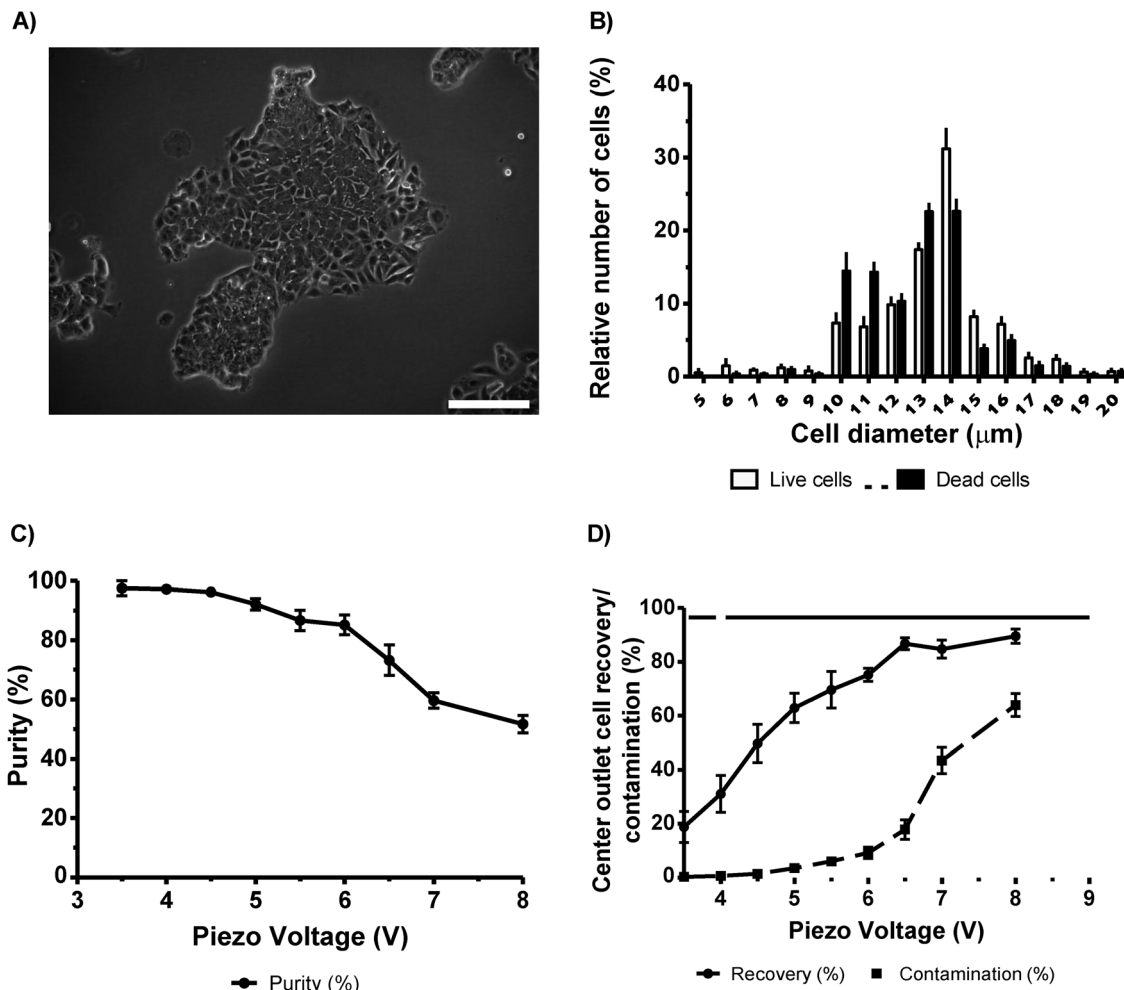 A)
B)
Relative number of cells (%)
40
30
20
10
0
5 6 7 8 9 10 11 12 13 14 15 16 17 18 19 20
Cell diameter (μm)
Live cells Dead cells
C)
Purity (%)
100
80
60
40
20
0
3 4 5 6 7 8
Piezo Voltage (V)
Purity (%)
D)
Center outlet cell recovery/
contamination (%)
100
80
60
40
20
0
4 5 6 7 8 9
Piezo Voltage (V)
Recovery (%) Contamination (%)